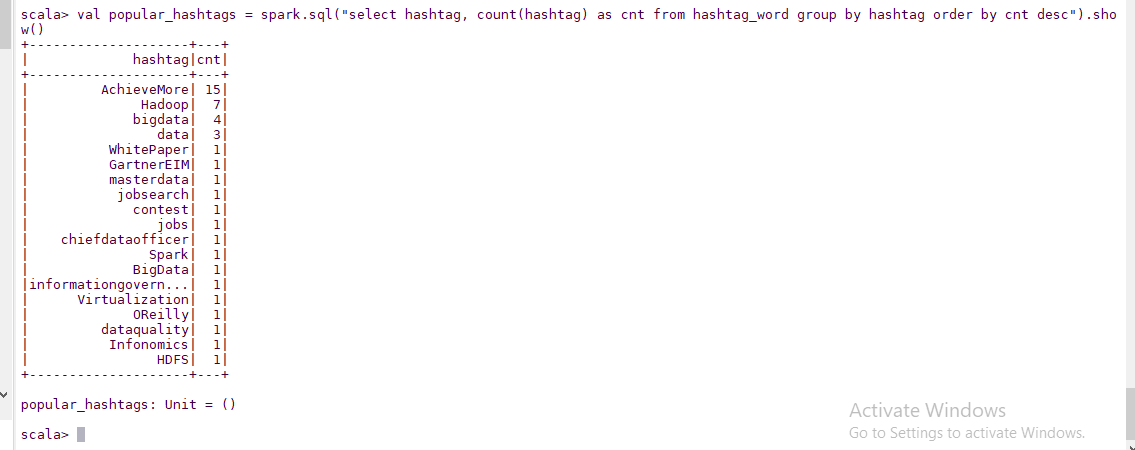 scala> val popular_hashtags = spark.sql("select hashtag, count(hashtag) as cnt from hashtag_word group by hashtag order by cnt desc").sho
w()
+--------------------+---+
|             hashtag|cnt|
+--------------------+---+
|         AchieveMore| 15|
|              Hadoop|  7|
|             bigdata|  4|
|                data|  3|
|          WhitePaper|  1|
|          GartnerEIM|  1|
|          masterdata|  1|
|           jobsearch|  1|
|             contest|  1|
|                jobs|  1|
|    chiefdataofficer|  1|
|               Spark|  1|
|             BigData|  1|
|informationgovern...|  1|
|      Virtualization|  1|
|             OReilly|  1|
|         dataquality|  1|
|          Infonomics|  1|
|                HDFS|  1|
+--------------------+---+
popular_hashtags: Unit = ()
scala>
Activate Windows
Go to Settings to activate Windows.